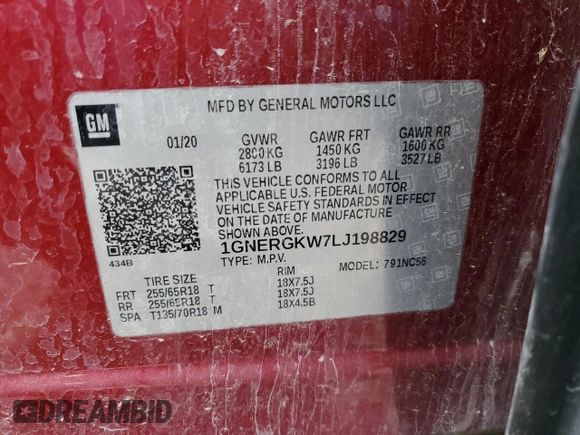 MFD BY GENERAL MOTORS LLC
GM
01/20 GVWR GAWR FRT GAWR RR
2800 KG 1450 KG 1600 KG
6173 LB 3196 LB 3527 LB
THIS VEHICLE CONFORMS TO ALL
APPLICABLE U.S. FEDERAL MOTOR
VEHICLE SAFETY STANDARDS IN
EFFECT ON THE DATE OF MANUFACTURE
SHOWN ABOVE.
1GNERGKW7LJ198829
434B
TYPE: M.P.V. MODEL: 791NC56
TIRE SIZE RIM
FRT 255/65R18 T 18X7.5J
RR 255/65R18 T 18X7.5J
SPA T135/70R18 M 18X4.5B
DREAMBID